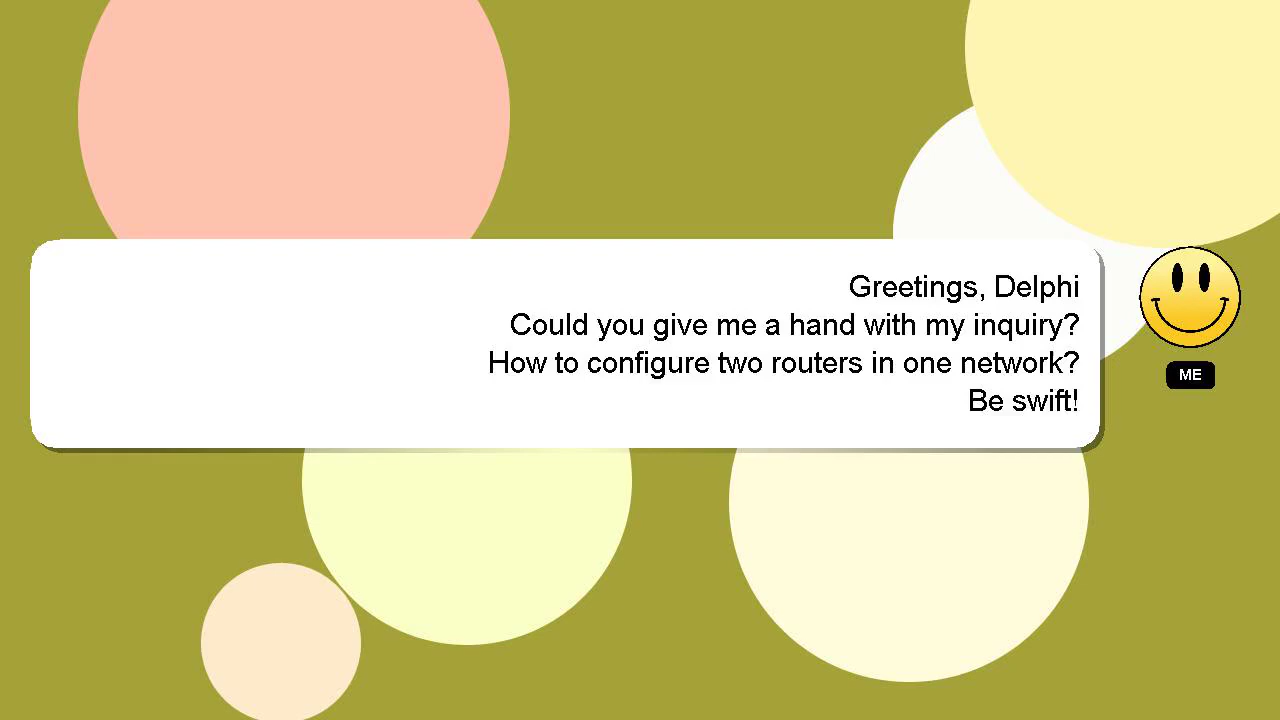 Greetings, Delphi
Could you give me a hand with my inquiry?
How to configure two routers in one network?
Be swift!
ME